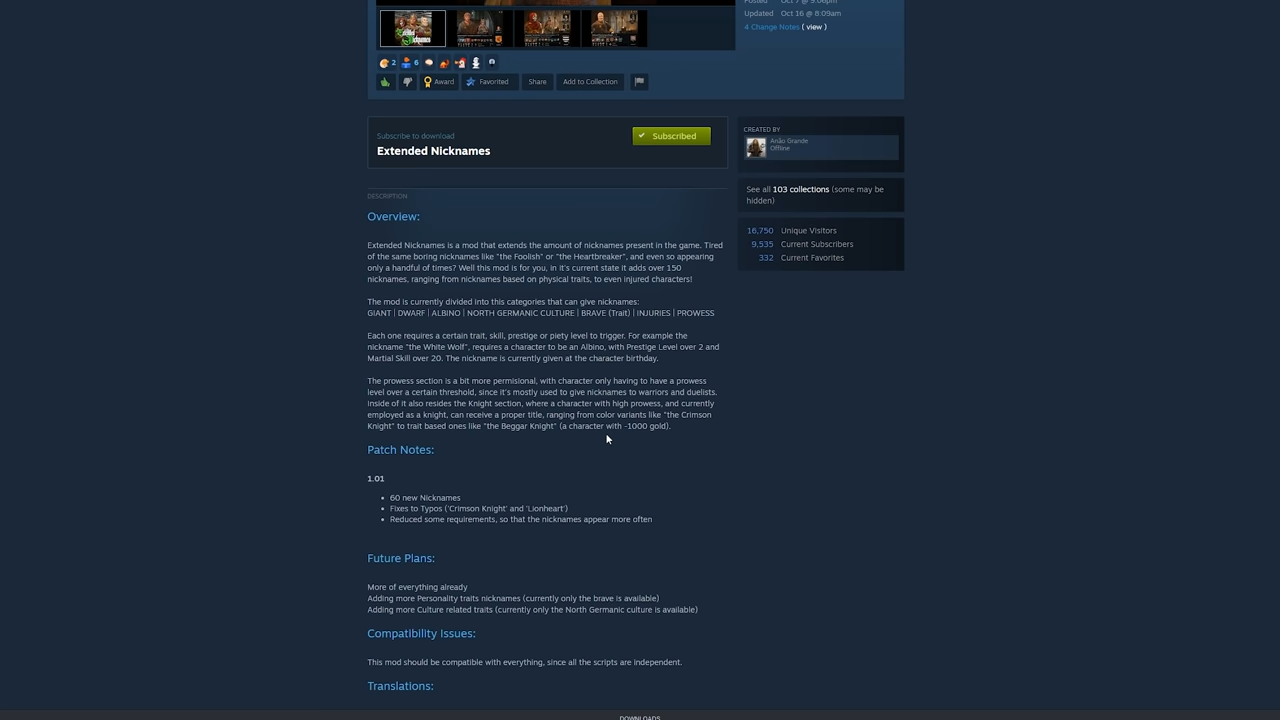 Posted Oct 7 @ 5:06pm
Updated Oct 16 @ 8:09am
4 Change Notes ( view )
2
6
Award
Favorited
Share
Add to Collection
Subscribe to download
Extended Nicknames
Subscribed
CREATED BY
Anão Grande
Offline
See all 103 collections (some may be
hidden)
16,750 Unique Visitors
9,535 Current Subscribers
332 Current Favorites
DESCRIPTION
Overview:
Extended Nicknames is a mod that extends the amount of nicknames present in the game. Tired
of the same boring nicknames like "the Foolish" or "the Heartbreaker", and even so appearing
only a handful of times? Well this mod is for you, in it's current state it adds over 150
nicknames, ranging from nicknames based on physical traits, to even injured characters!
The mod is currently divided into this categories that can give nicknames:
GIANT | DWARF | ALBINO | NORTH GERMANIC CULTURE | BRAVE (Trait) | INJURIES | PROWESS
Each one requires a certain trait, skill, prestige or piety level to trigger. For example the
nickname "the White Wolf", requires a character to be an Albino, with Prestige Level over 2 and
Martial Skill over 20. The nickname is currently given at the character birthday.
The prowess section is a bit more permisional, with character only having to have a prowess
level over a certain threshold, since it's mostly used to give nicknames to warriors and duelists.
Inside of it also resides the Knight section, where a character with high prowess, and currently
employed as a knight, can receive a proper title, ranging from color variants like "the Crimson
Knight" to trait based ones like "the Beggar Knight" (a character with -1000 gold).
Patch Notes:
1.01
• 60 new Nicknames
• Fixes to Typos ('Crimson Knight' and 'Lionheart')
• Reduced some requirements, so that the nicknames appear more often
Future Plans:
More of everything already
Adding more Personality traits nicknames (currently only the brave is available)
Adding more Culture related traits (currently only the North Germanic culture is available)
Compatibility Issues:
This mod should be compatible with everything, since all the scripts are independent.
Translations:
DOWNLOADS